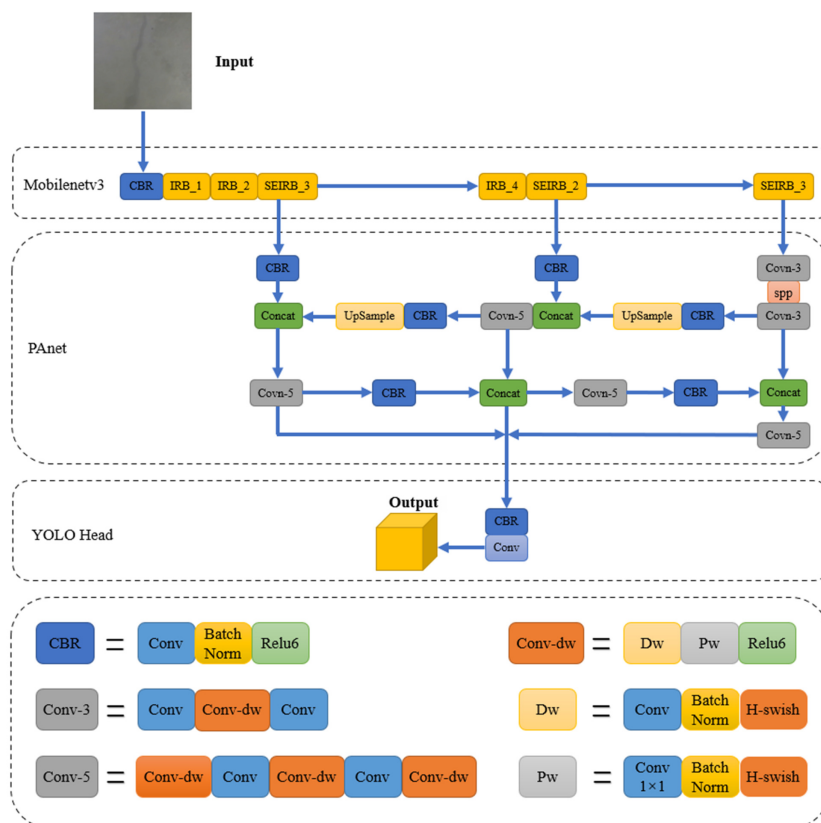 Input
Mobilenetv3
CBR IRB_1 IRB_2 SEIRB_3 IRB_4 SEIRB_2 SEIRB_3
CBR CBR Covn-3
spp
Concat UpSample CBR Covn-5 Concat UpSample CBR Covn-3
PAnet
Covn-5 CBR Concat Covn-5 CBR Concat
Covn-5
Output
YOLO Head
CBR
Conv
CBR = Conv Batch Norm Relu6
Conv-dw = Dw Pw Relu6
Conv-3 = Conv Conv-dw Conv
Dw = Conv Batch Norm H-swish
Conv-5 = Conv-dw Conv Conv-dw Conv Conv-dw
Pw = Conv 1×1 Batch Norm H-swish